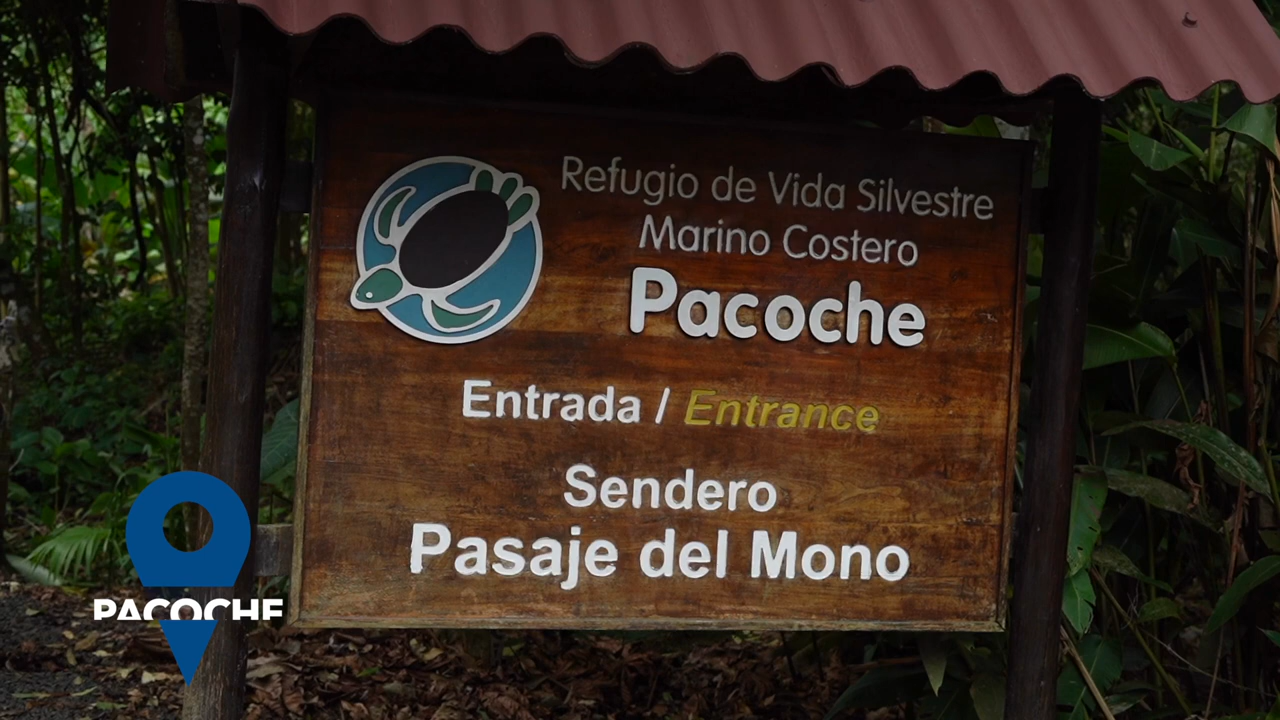 Refugio de Vida Silvestre
Marino Costero
Pacoche
Entrada / Entrance
Sendero
Pasaje del Mono
PACOCHE